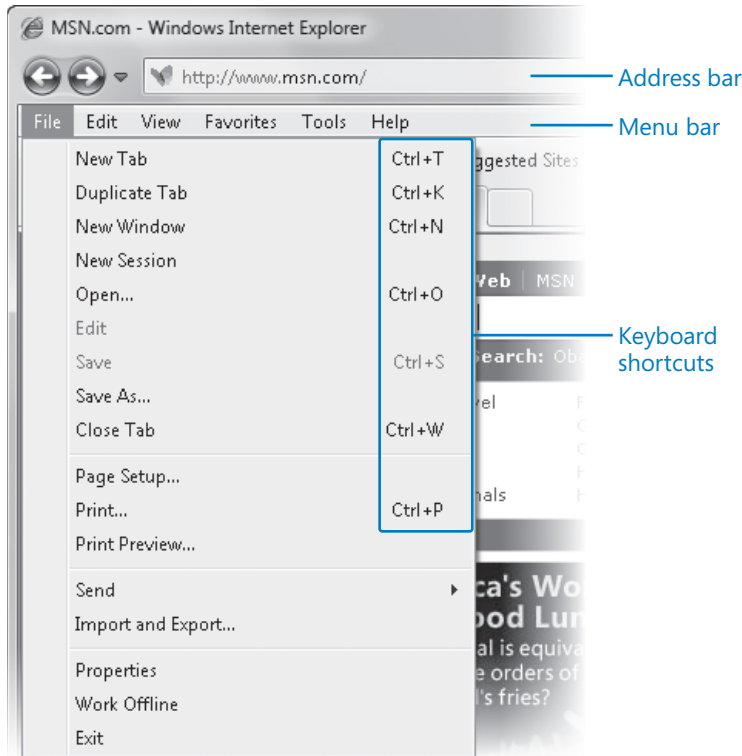 MSN.com - Windows Internet Explorer
http://www.msn.com/
Address bar
File Edit View Favorites Tools Help
Menu bar
New Tab Ctrl+T
ggested Sites
Duplicate Tab Ctrl+K
New Window Ctrl+N
New Session
Web | MSN
Open... Ctrl+O
Edit
Keyboard
shortcuts
Save Ctrl+S
earch: Oba
Save As...
vel
Close Tab Ctrl+W
Page Setup...
nals
Print... Ctrl+P
Print Preview...
Send
ca's Wo
Import and Export...
ood Lun
al is equiva
Properties
e orders of
Work Offline
l's fries?
Exit